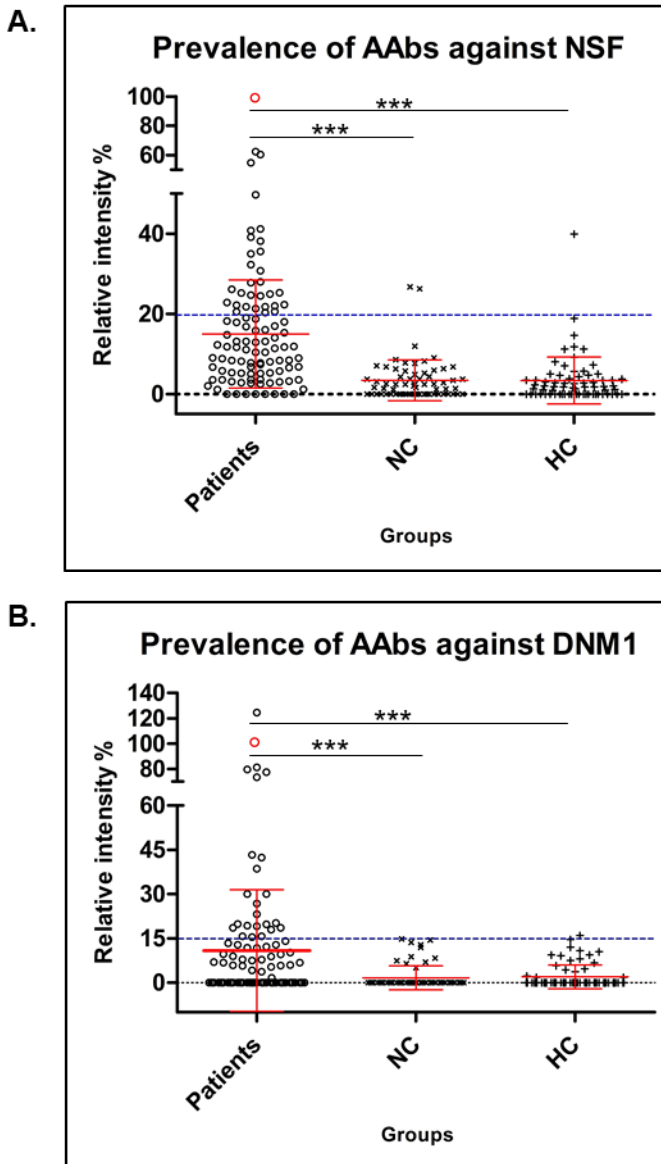 A.
Prevalence of AAbs against NSF
Relative intensity %
100
80
60
40
20
0
***
***
Patients
NC
HC
Groups
B.
Prevalence of AAbs against DNM1
Relative intensity %
140
120
100
80
60
45
30
15
0
***
***
Patients
NC
HC
Groups